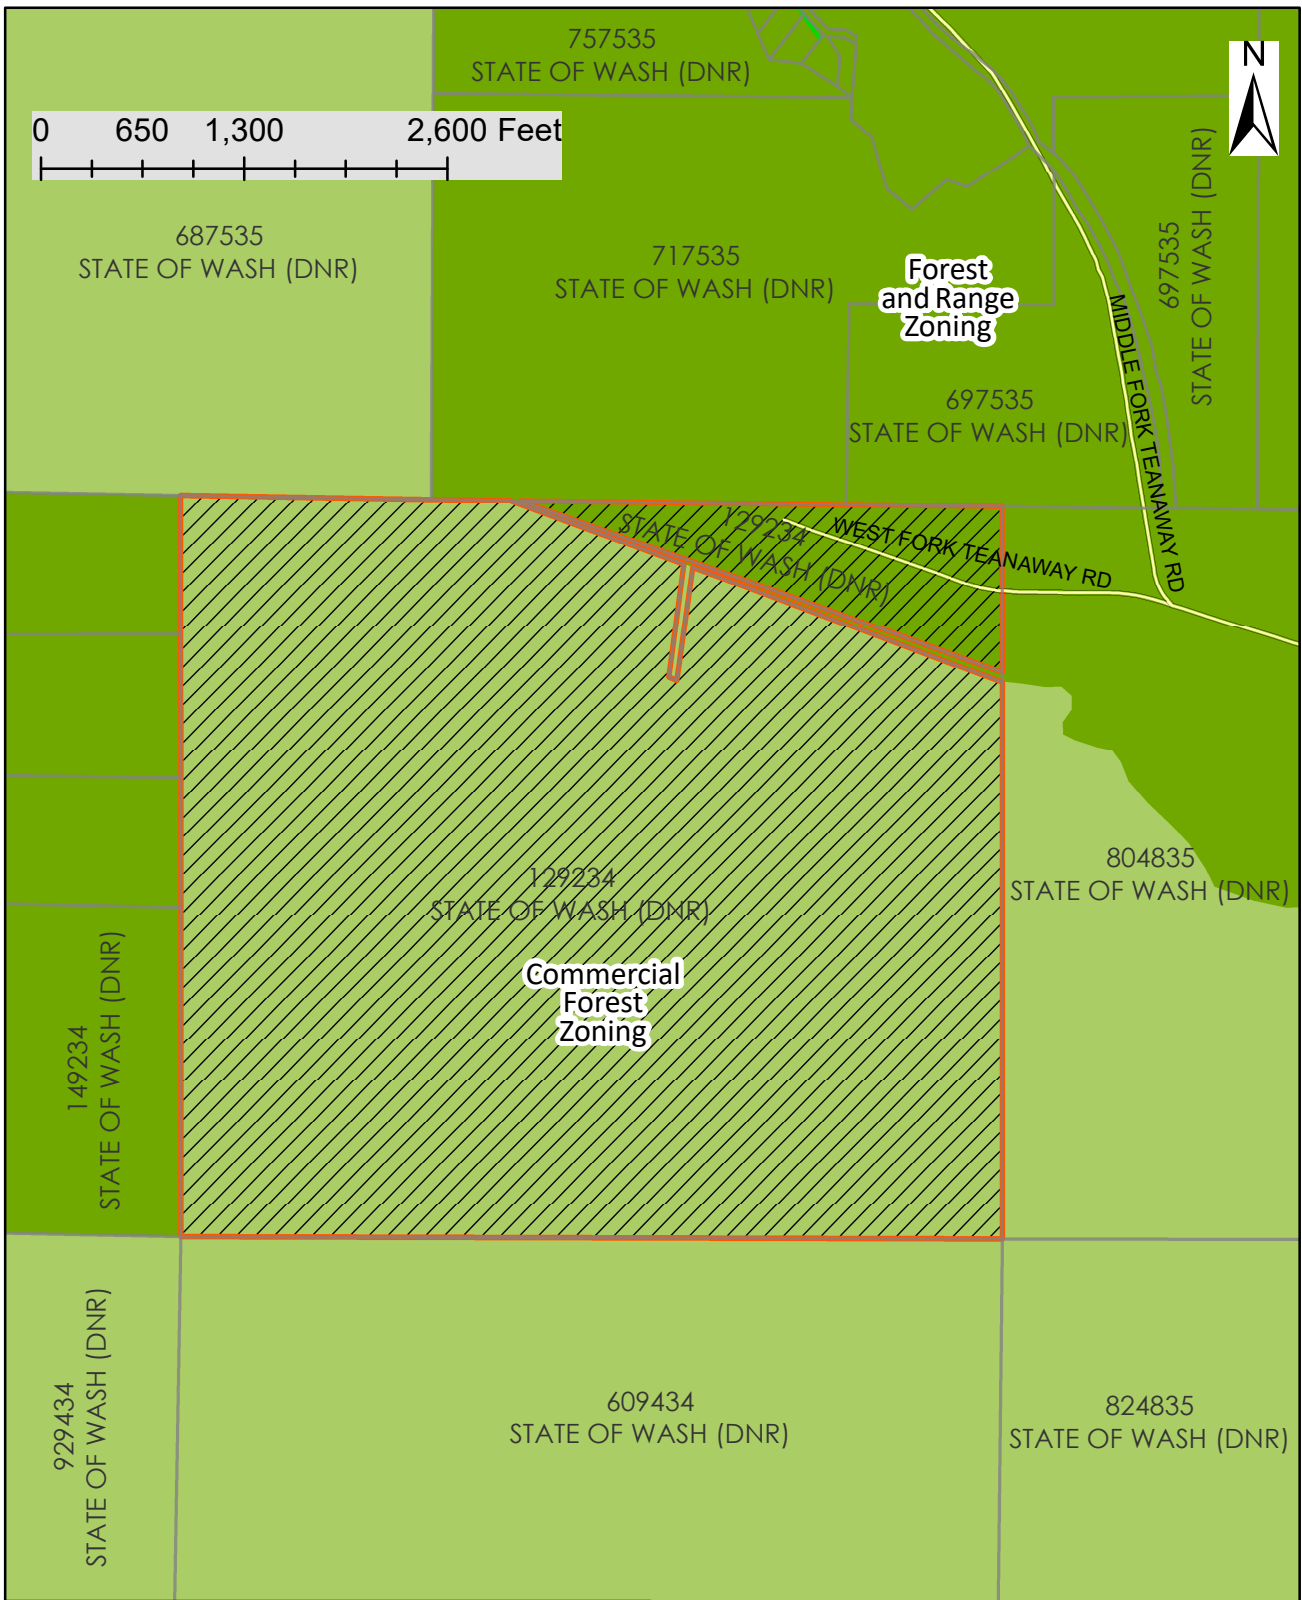 757535
STATE OF WASH (DNR)
N
0 650 1,300 2,600 Feet
687535
STATE OF WASH (DNR)
717535
STATE OF WASH (DNR)
Forest
and Range
Zoning
697535
STATE OF WASH (DNR)
697535
STATE OF WASH (DNR)
MIDDLE FORK TEANAWAY RD
129234
STATE OF WASH (DNR)
WEST FORK TEANAWAY RD
129234
STATE OF WASH (DNR)
Commercial
Forest
Zoning
804835
STATE OF WASH (DNR)
149234
STATE OF WASH (DNR)
929434
STATE OF WASH (DNR)
609434
STATE OF WASH (DNR)
824835
STATE OF WASH (DNR)